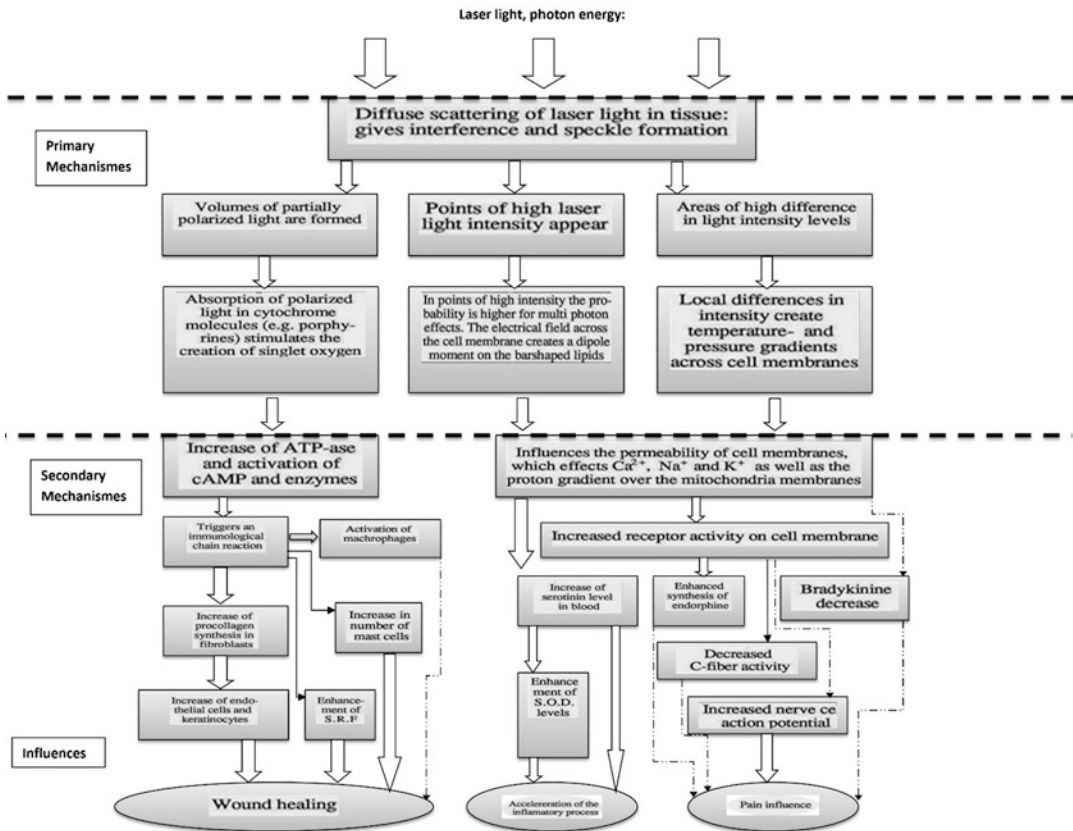 Laser light, photon energy:
Diffuse scattering of laser light in tissue:
gives interference and speckle formation
Primary
Mechanismes
Volumes of partially
polarized light are formed
Points of high laser
light intensity appear
Areas of high difference
in light intensity levels
Absorption of polarized
light in cytochrome
molecules (e.g. porphy-
rines) stimulates the
creation of singlet oxygen
In points of high intensity the pro-
bability is higher for multi photon
effects. The electrical field across
the cell membrane creates a dipole
moment on the barshaped lipids
Local differences in
intensity create
temperature- and
pressure gradients
across cell membranes
Secondary
Mechanismes
Increase of ATP-ase
and activation of
cAMP and enzymes
Influences the permeability of cell membranes,
which effects Ca²⁺, Na⁺ and K⁺ as well as the
proton gradient over the mitochondria membranes
Triggers an
immunological
chain reaction
Activation of
machrophages
Increased receptor activity on cell membrane
Increase of
serotinin level
in blood
Enhanced
synthesis of
endorphine
Bradykinine
decrease
Increase of
procollagen
synthesis in
fibroblasts
Increase in
number of
mast cells
Decreased
C-fiber activity
Increase of endo-
thelial cells and
keratinocytes
Enhance-
ment of
S.R.F
Enhance
ment of
S.O.D.
levels
Increased nerve ce
action potential
Influences
Wound healing
Accelereration of the
inflamatory process
Pain influence